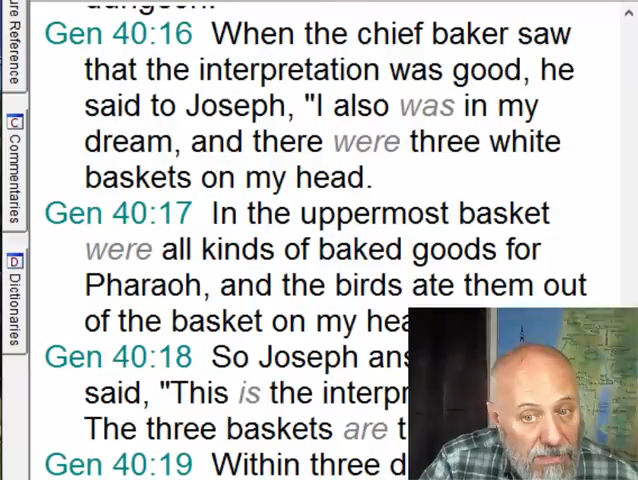 ure Reference
Commentaries
Dictionaries
Gen 40:16 When the chief baker saw
that the interpretation was good, he
said to Joseph, "I also was in my
dream, and there were three white
baskets on my head.
Gen 40:17 In the uppermost basket
were all kinds of baked goods for
Pharaoh, and the birds ate them out
of the basket on my hea
Gen 40:18 So Joseph ans
said, "This is the interpr
The three baskets are t
Gen 40:19 Within three d